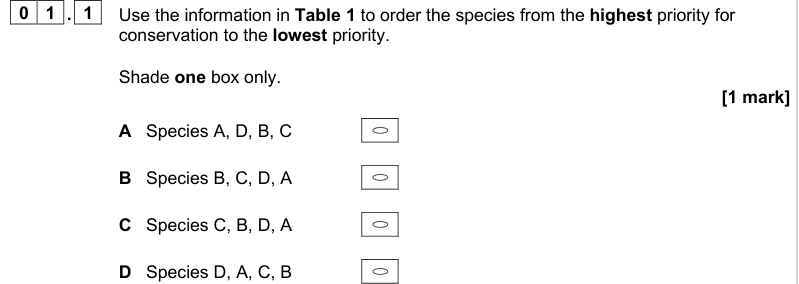 0 1 . 1 Use the information in Table 1 to order the species from the highest priority for
conservation to the lowest priority.
Shade one box only.
[1 mark]
A Species A, D, B, C
B Species B, C, D, A
C Species C, B, D, A
D Species D, A, C, B